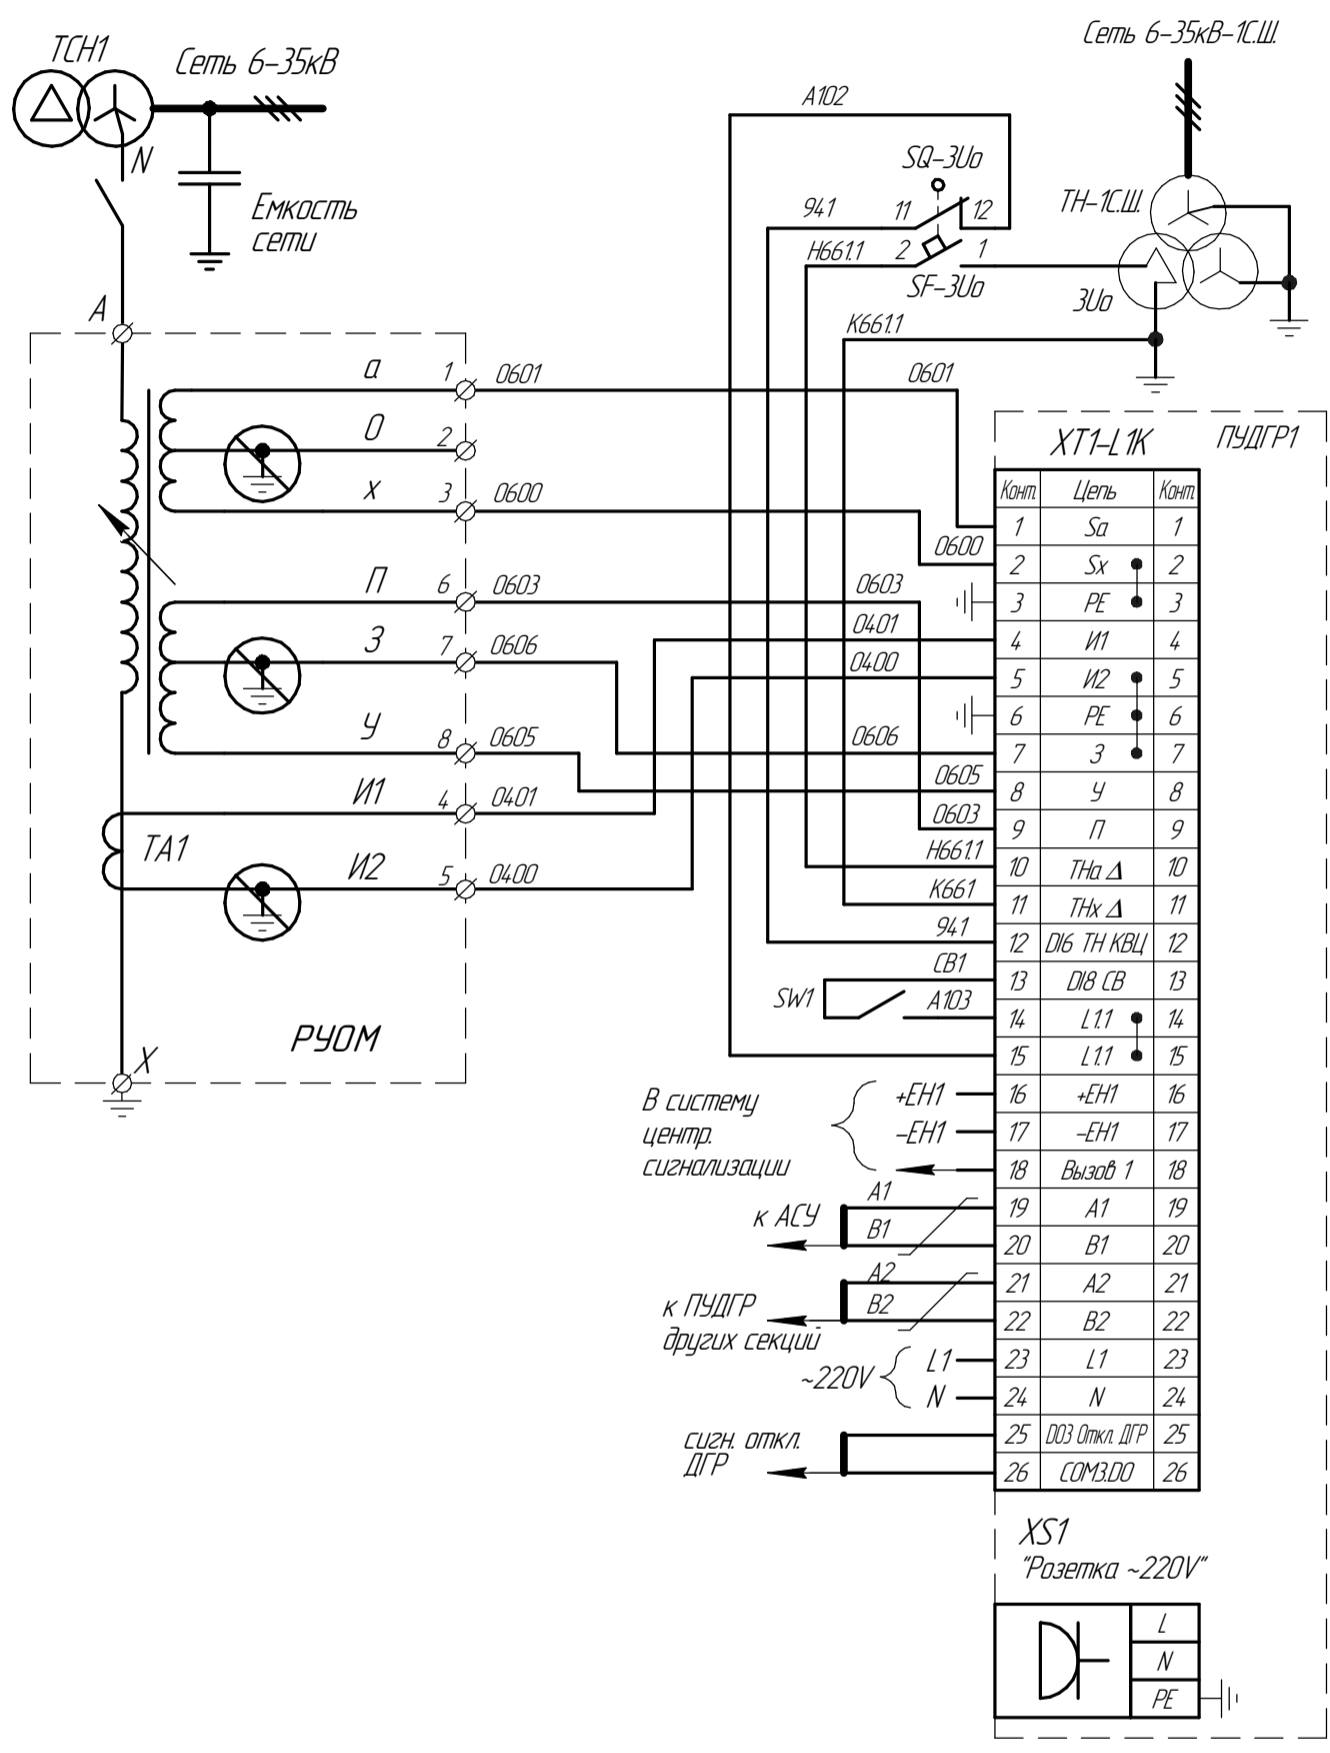 ТСН1
Сеть 6-35кВ
N
Емкость
сети
A
а
1
0601
О
2
х
3
0600
П
6
0603
З
7
0606
У
8
0605
И1
4
0401
ТА1
И2
5
0400
РУОМ
X
Сеть 6-35кВ-1С.Ш.
А102
SQ-3Uo
941
11
12
Н661.1
2
1
SF-3Uo
ТН-1С.Ш.
3Uo
К661.1
0601
ХТ1-L1К
ПУДГР1
Конт. Цепь Конт.
1 Sa 1
0600
2 Sx 2
0603
3 PE 3
0401
4 И1 4
0400
5 И2 5
6 PE 6
0606
7 З 7
0605
8 У 8
0603
9 П 9
Н661.1
10 ТНа Δ 10
К661
11 ТНх Δ 11
941
12 DI6 ТН КВЦ 12
СВ1
13 DI8 СВ 13
SW1
А103
14 L1.1 14
15 L1.1 15
В систему
центр.
сигнализации
+ЕН1
16 +ЕН1 16
-ЕН1
17 -ЕН1 17
18 Вызов 1 18
к АСУ
А1
19 А1 19
В1
20 В1 20
к ПУДГР
других секций
А2
21 А2 21
В2
22 В2 22
~220V
L1
23 L1 23
N
24 N 24
сигн. откл.
ДГР
25 DO3 Откл. ДГР 25
26 COM3.DO 26
XS1
"Розетка ~220V"
L
N
PE